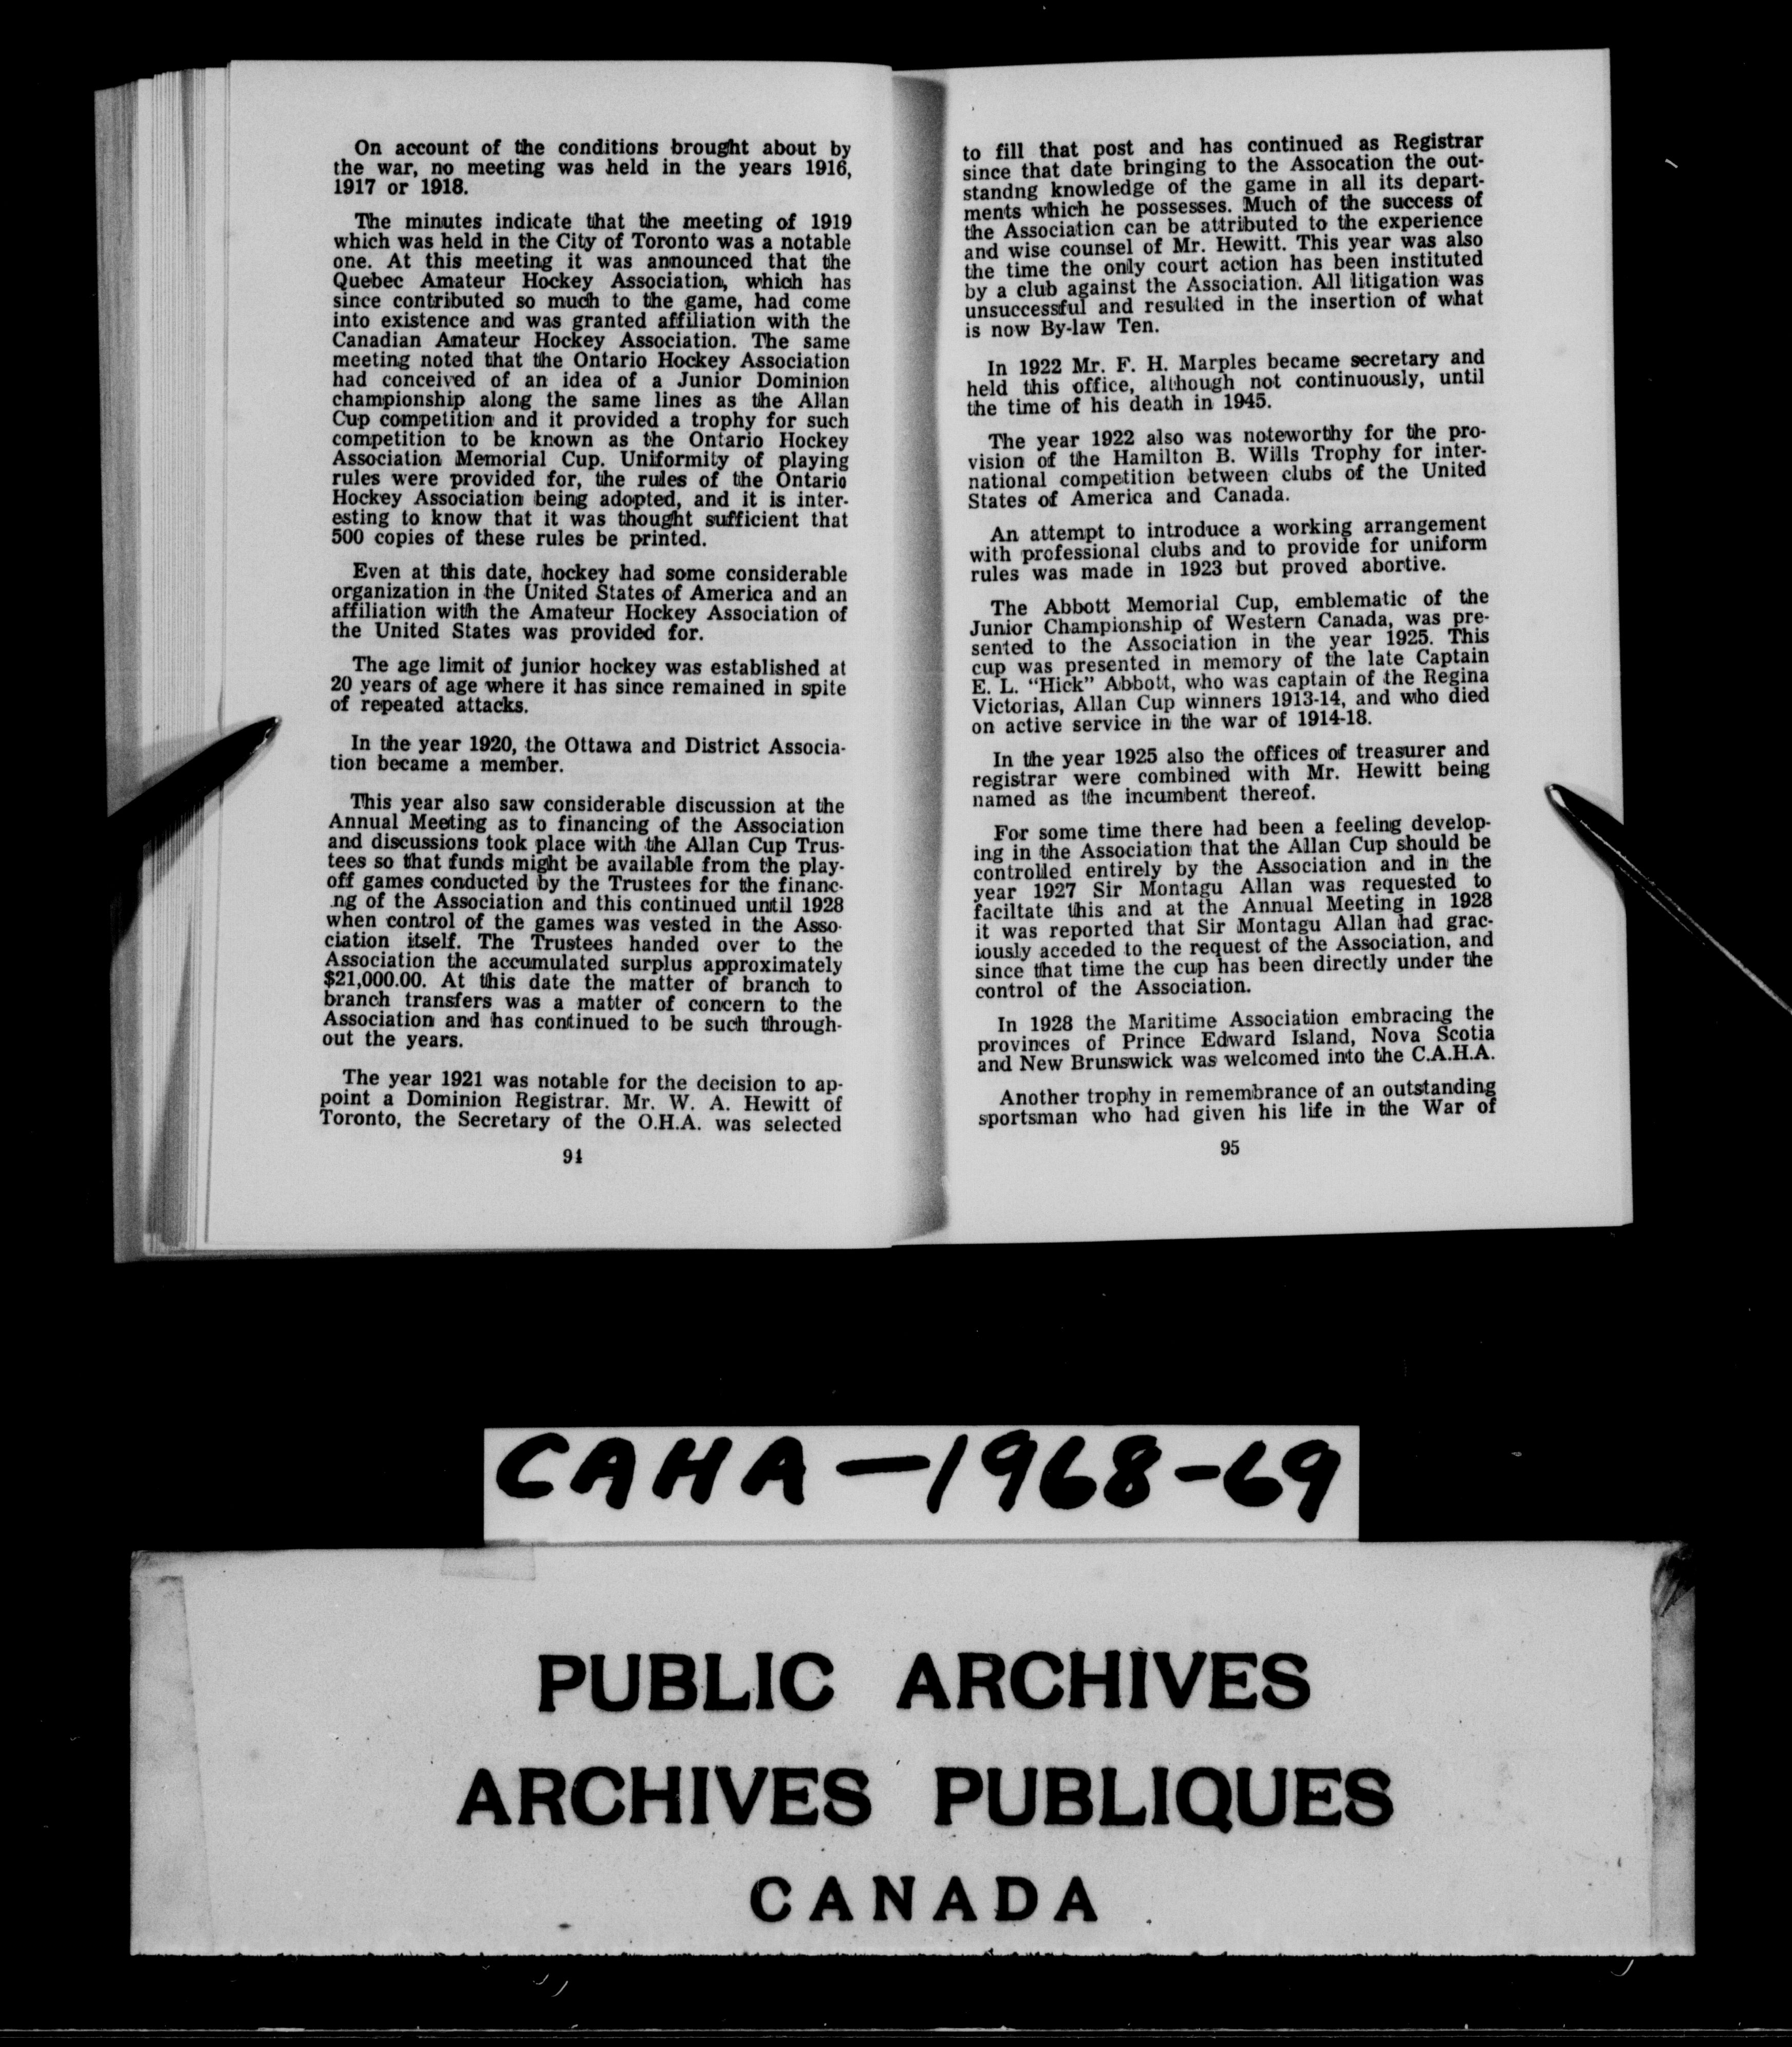 On account of the conditions brought about by
the war, no meeting was held in the years 1916,
1917 or 1918.
The minutes indicate that the meeting of 1919
which was held in the City of Toronto was a notable
one. At this meeting it was announced that the
Quebec Amateur Hockey Association, which has
since contributed so much to the game, had come
into existence and was granted affiliation with the
Canadian Amateur Hockey Association. The same
meeting noted that the Ontario Hockey Association
had conceived of an idea of a Junior Dominion
championship along the same lines as the Allan
Cup competition and it provided a trophy for such
competition to be known as the Ontario Hockey
Association Memorial Cup. Uniformity of playing
rules were provided for, the rules of the Ontario
Hockey Association being adopted, and it is inter-
esting to know that it was thought sufficient that
500 copies of these rules be printed.
Even at this date, hockey had some considerable
organization in the United States of America and an
affiliation with the Amateur Hockey Association of
the United States was provided for.
The age limit of junior hockey was established at
20 years of age where it has since remained in spite
of repeated attacks.
In the year 1920, the Ottawa and District Associa-
tion became a member.
This year also saw considerable discussion at the
Annual Meeting as to financing of the Association
and discussions took place with the Allan Cup Trus-
tees so that funds might be available from the play-
off games conducted by the Trustees for the financ-
.ng of the Association and this continued until 1928
when control of the games was vested in the Asso-
ciation itself. The Trustees handed over to the
Association the accumulated surplus approximately
$21,000.00. At this date the matter of branch to
branch transfers was a matter of concern to the
Association and has continued to be such through-
out the years.
The year 1921 was notable for the decision to ap-
point a Dominion Registrar. Mr. W. A. Hewitt of
Toronto, the Secretary of the O.H.A. was selected
94
to fill that post and has continued as Registrar
since that date bringing to the Assocation the out-
standng knowledge of the game in all its depart-
ments which he possesses. Much of the success of
the Association can be attributed to the experience
and wise counsel of Mr. Hewitt. This year was also
the time the only court action has been instituted
by a club against the Association. All litigation was
unsuccessful and resulted in the insertion of what
is now By-law Ten.
In 1922 Mr. F. H. Marples became secretary and
held this office, although not continuously, until
the time of his death in 1945.
The year 1922 also was noteworthy for the pro-
vision of the Hamilton B. Wills Trophy for inter-
national competition between clubs of the United
States of America and Canada.
An attempt to introduce a working arrangement
with professional clubs and to provide for uniform
rules was made in 1923 but proved abortive.
The Abbott Memorial Cup, emblematic of the
Junior Championship of Western Canada, was pre-
sented to the Association in the year 1925. This
cup was presented in memory of the late Captain
E. L. "Hick" Abbott, who was captain of the Regina
Victorias, Allan Cup winners 1913-14, and who died
on active service in the war of 1914-18.
In the year 1925 also the offices of treasurer and
registrar were combined with Mr. Hewitt being
named as the incumbent thereof.
For some time there had been a feeling develop-
ing in the Association that the Allan Cup should be
controlled entirely by the Association and in the
year 1927 Sir Montagu Allan was requested to
faciltate this and at the Annual Meeting in 1928
it was reported that Sir Montagu Allan had grac-
iously acceded to the request of the Association, and
since that time the cup has been directly under the
control of the Association.
In 1928 the Maritime Association embracing the
provinces of Prince Edward Island, Nova Scotia
and New Brunswick was welcomed into the C.A.H.A.
Another trophy in remembrance of an outstanding
sportsman who had given his life in the War of
95
CAHA-1968-69
PUBLIC ARCHIVES
ARCHIVES PUBLIQUES
CANADA